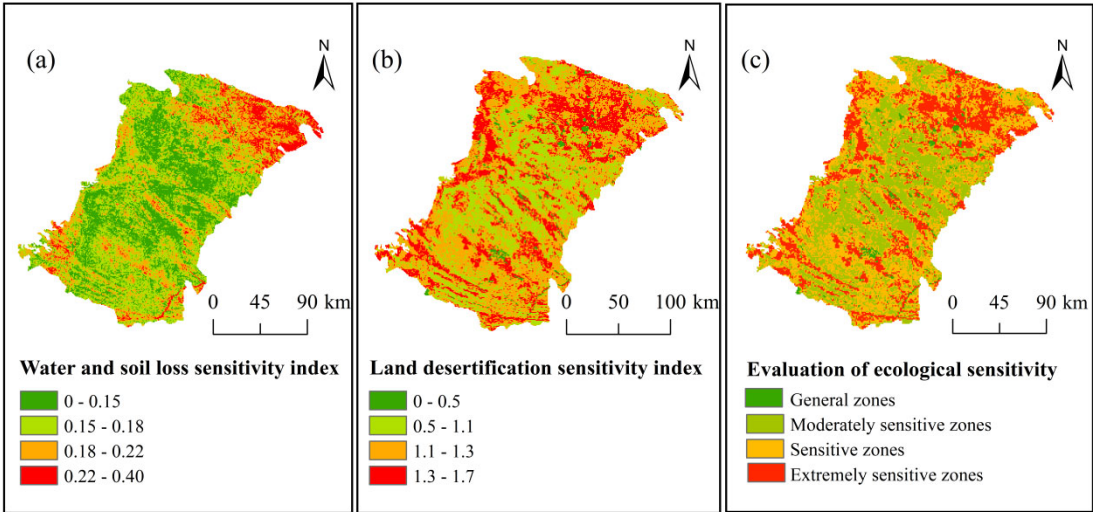 (a)
N
0 45 90 km
Water and soil loss sensitivity index
0 - 0.15
0.15 - 0.18
0.18 - 0.22
0.22 - 0.40
(b)
N
0 50 100 km
Land desertification sensitivity index
0 - 0.5
0.5 - 1.1
1.1 - 1.3
1.3 - 1.7
(c)
N
0 45 90 km
Evaluation of ecological sensitivity
General zones
Moderately sensitive zones
Sensitive zones
Extremely sensitive zones